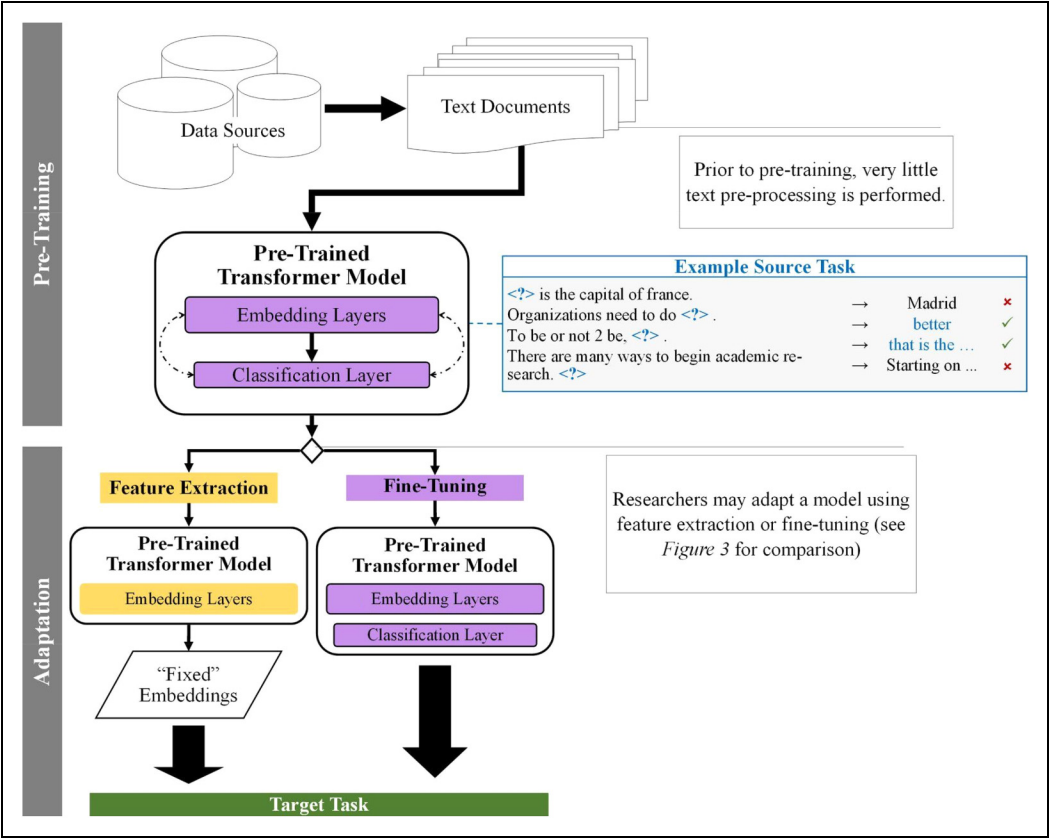 Pre-Training
Data Sources
Text Documents
Prior to pre-training, very little
text pre-processing is performed.
Pre-Trained
Transformer Model
Embedding Layers
Classification Layer
Example Source Task
<?> is the capital of france. → Madrid ×
Organizations need to do <?> . → better ✓
To be or not 2 be, <?> . → that is the … ✓
There are many ways to begin academic re-
search. <?> → Starting on ... ×
Adaptation
Feature Extraction
Pre-Trained
Transformer Model
Embedding Layers
“Fixed”
Embeddings
Fine-Tuning
Pre-Trained
Transformer Model
Embedding Layers
Classification Layer
Researchers may adapt a model using
feature extraction or fine-tuning (see
Figure 3 for comparison)
Target Task